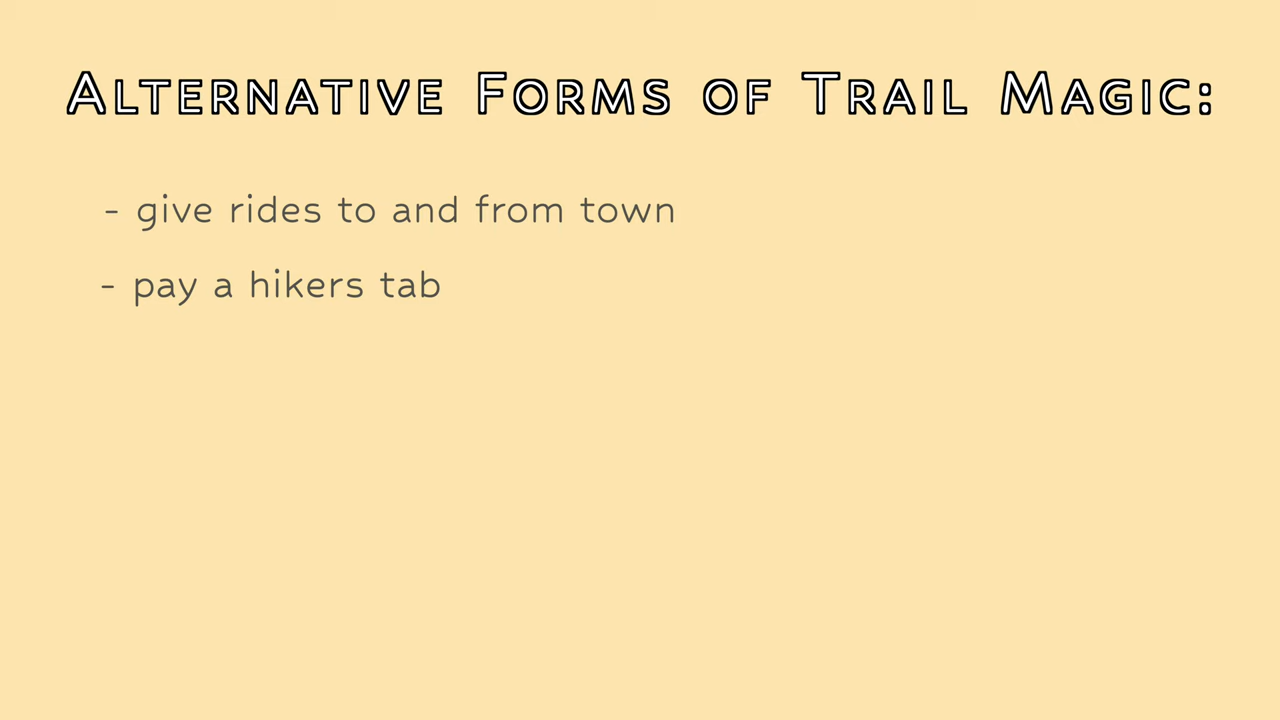 Alternative Forms of Trail Magic:
- give rides to and from town
- pay a hikers tab